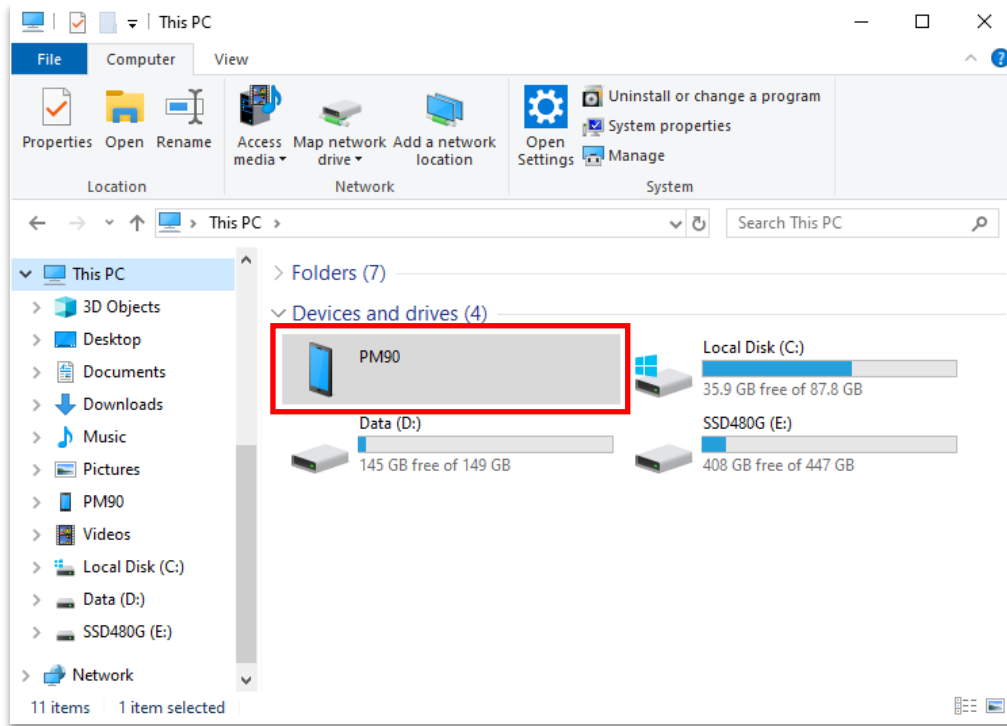 This PC
File Computer View
Properties Open Rename Access media Map network drive Add a network location Open Settings Uninstall or change a program
System properties
Manage
Location Network System
This PC Search This PC
This PC
3D Objects
Desktop
Documents
Downloads
Music
Pictures
PM90
Videos
Local Disk (C:)
Data (D:)
SSD480G (E:)
Network
Folders (7)
Devices and drives (4)
PM90
Local Disk (C:)
35.9 GB free of 87.8 GB
Data (D:)
145 GB free of 149 GB
SSD480G (E:)
408 GB free of 447 GB
11 items 1 item selected